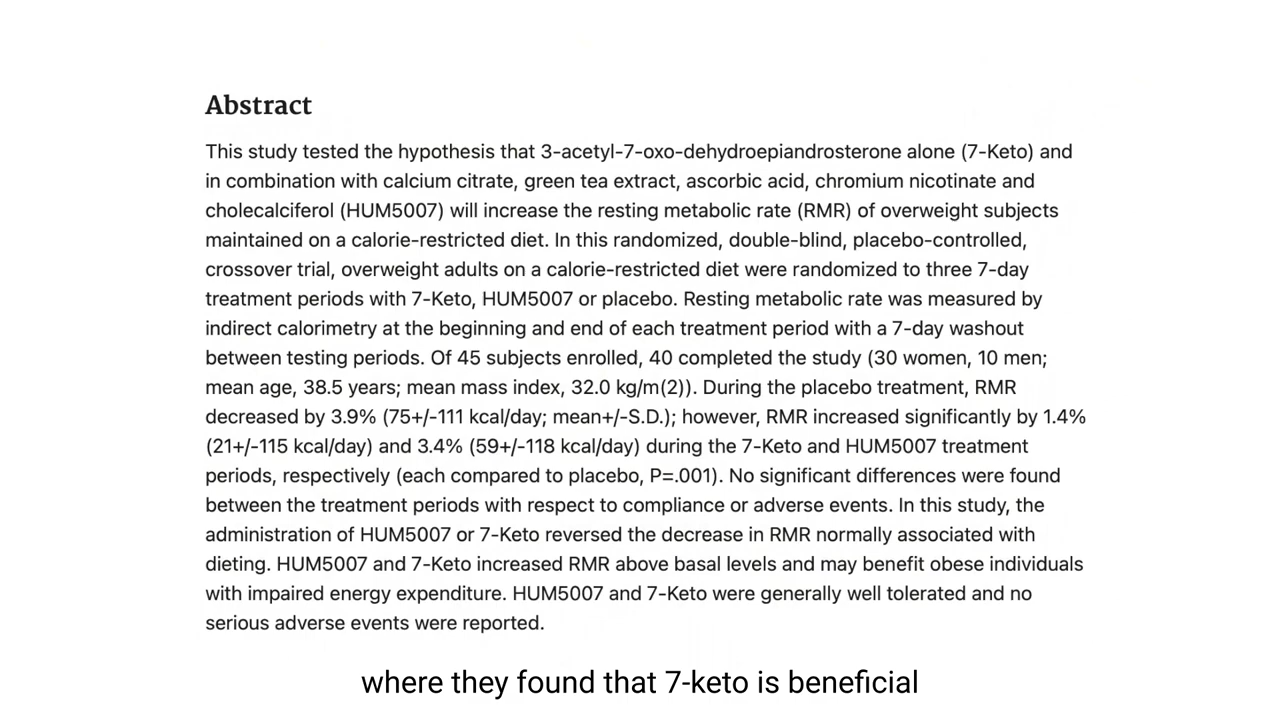 Abstract
This study tested the hypothesis that 3-acetyl-7-oxo-dehydroepiandrosterone alone (7-Keto) and
in combination with calcium citrate, green tea extract, ascorbic acid, chromium nicotinate and
cholecalciferol (HUM5007) will increase the resting metabolic rate (RMR) of overweight subjects
maintained on a calorie-restricted diet. In this randomized, double-blind, placebo-controlled,
crossover trial, overweight adults on a calorie-restricted diet were randomized to three 7-day
treatment periods with 7-Keto, HUM5007 or placebo. Resting metabolic rate was measured by
indirect calorimetry at the beginning and end of each treatment period with a 7-day washout
between testing periods. Of 45 subjects enrolled, 40 completed the study (30 women, 10 men;
mean age, 38.5 years; mean mass index, 32.0 kg/m(2)). During the placebo treatment, RMR
decreased by 3.9% (75+/-111 kcal/day; mean+/-S.D.); however, RMR increased significantly by 1.4%
(21+/-115 kcal/day) and 3.4% (59+/-118 kcal/day) during the 7-Keto and HUM5007 treatment
periods, respectively (each compared to placebo, P=.001). No significant differences were found
between the treatment periods with respect to compliance or adverse events. In this study, the
administration of HUM5007 or 7-Keto reversed the decrease in RMR normally associated with
dieting. HUM5007 and 7-Keto increased RMR above basal levels and may benefit obese individuals
with impaired energy expenditure. HUM5007 and 7-Keto were generally well tolerated and no
serious adverse events were reported.
where they found that 7-keto is beneficial